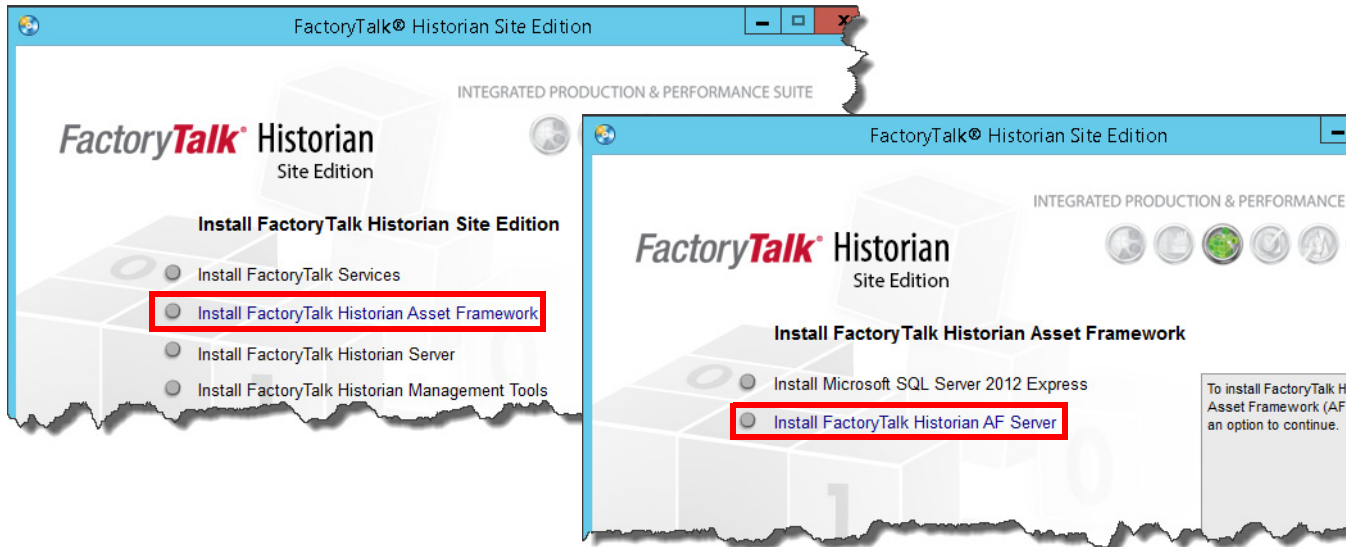 FactoryTalk® Historian Site Edition
INTEGRATED PRODUCTION & PERFORMANCE SUITE
FactoryTalk® Historian
Site Edition
Install FactoryTalk Historian Site Edition
Install FactoryTalk Services
Install FactoryTalk Historian Asset Framework
Install FactoryTalk Historian Server
Install FactoryTalk Historian Management Tools
FactoryTalk® Historian Site Edition
INTEGRATED PRODUCTION & PERFORMANCE
FactoryTalk® Historian
Site Edition
Install FactoryTalk Historian Asset Framework
Install Microsoft SQL Server 2012 Express
Install FactoryTalk Historian AF Server
To install FactoryTalk H
Asset Framework (AF
an option to continue.